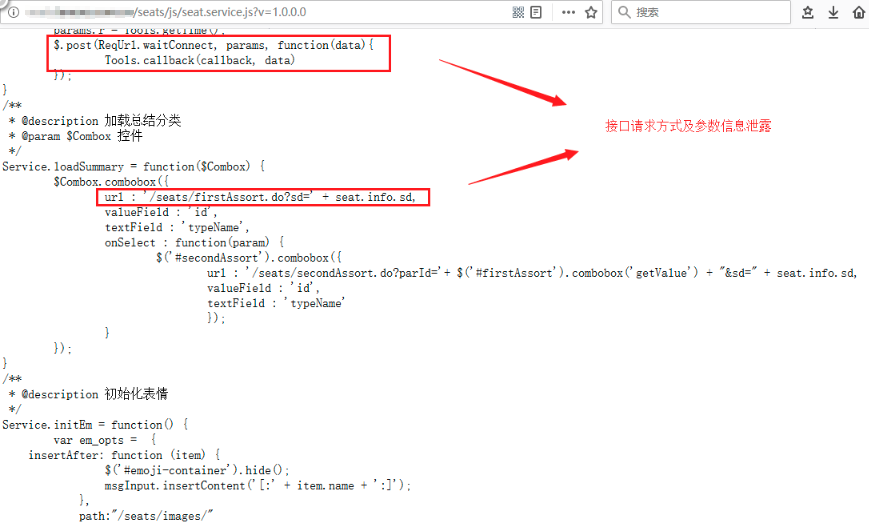 /seats/js/seat.service.js?v=1.0.0.0
搜索
params.r = Tools.getTime();
$.post(ReqUrl.waitConnect, params, function(data){
Tools.callback(callback, data)
});
}
/**
* @description 加载总结分类
* @param $Combox 控件
*/
接口请求方式及参数信息泄露
Service.loadSummary = function($Combox) {
$Combox.combobox({
url : '/seats/firstAssort.do?sd=' + seat.info.sd,
valueField : 'id',
textField : 'typeName',
onSelect : function(param) {
$('#secondAssort').combobox({
url : '/seats/secondAssort.do?parId='+ $('#firstAssort').combobox('getValue') + "&sd=" + seat.info.sd,
valueField : 'id',
textField : 'typeName'
});
}
});
}
/**
* @description 初始化表情
*/
Service.initEm = function() {
var em_opts = {
insertAfter: function (item) {
$('#emoji-container').hide();
msgInput.insertContent('[:' + item.name + ':]');
},
path:"/seats/images/"